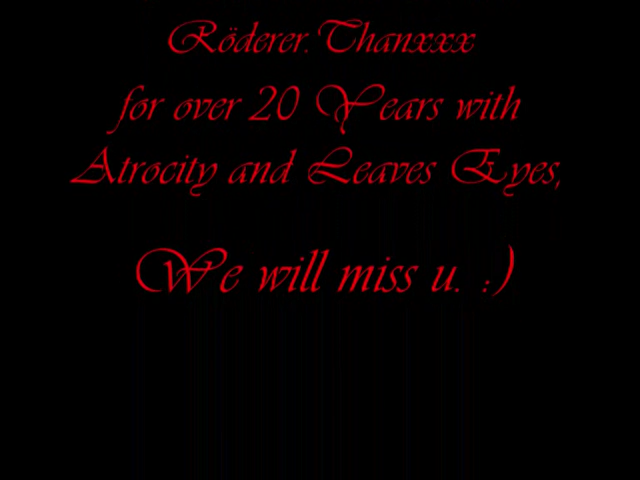 Röderer. Thanxxx
for over 20 Years with
Atrocity and Leaves Eyes,
We will miss u. :)